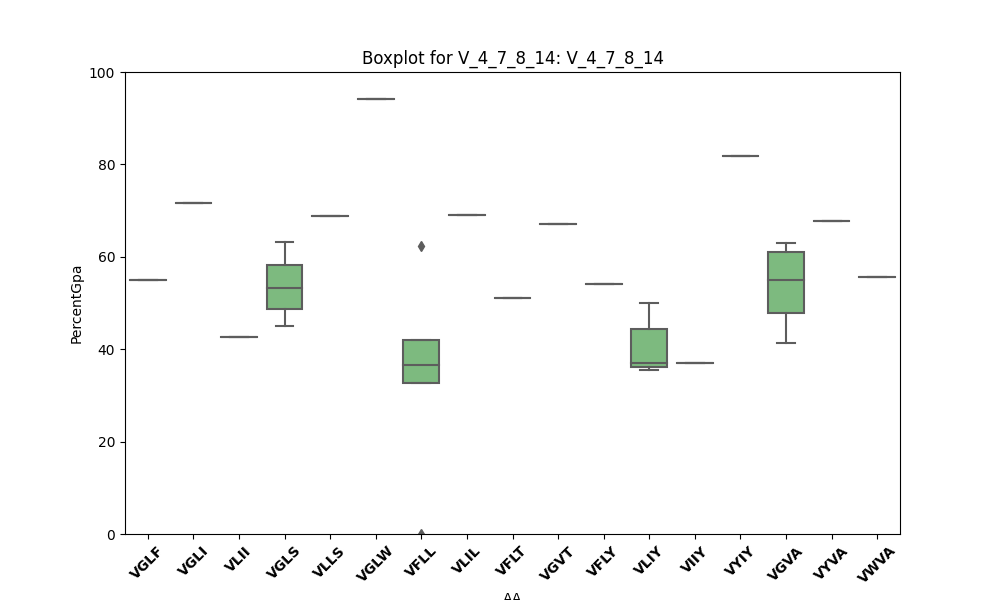 Boxplot for V_4_7_8_14: V_4_7_8_14
100
80
60
40
20
0
PercentGpa
VGLF VGLI VLII VGLS VLLS VGLW VFLL VLIL VFLT VGVT VFLY VLIY VIIY VYIY VGVA VYVA VWVA
AA